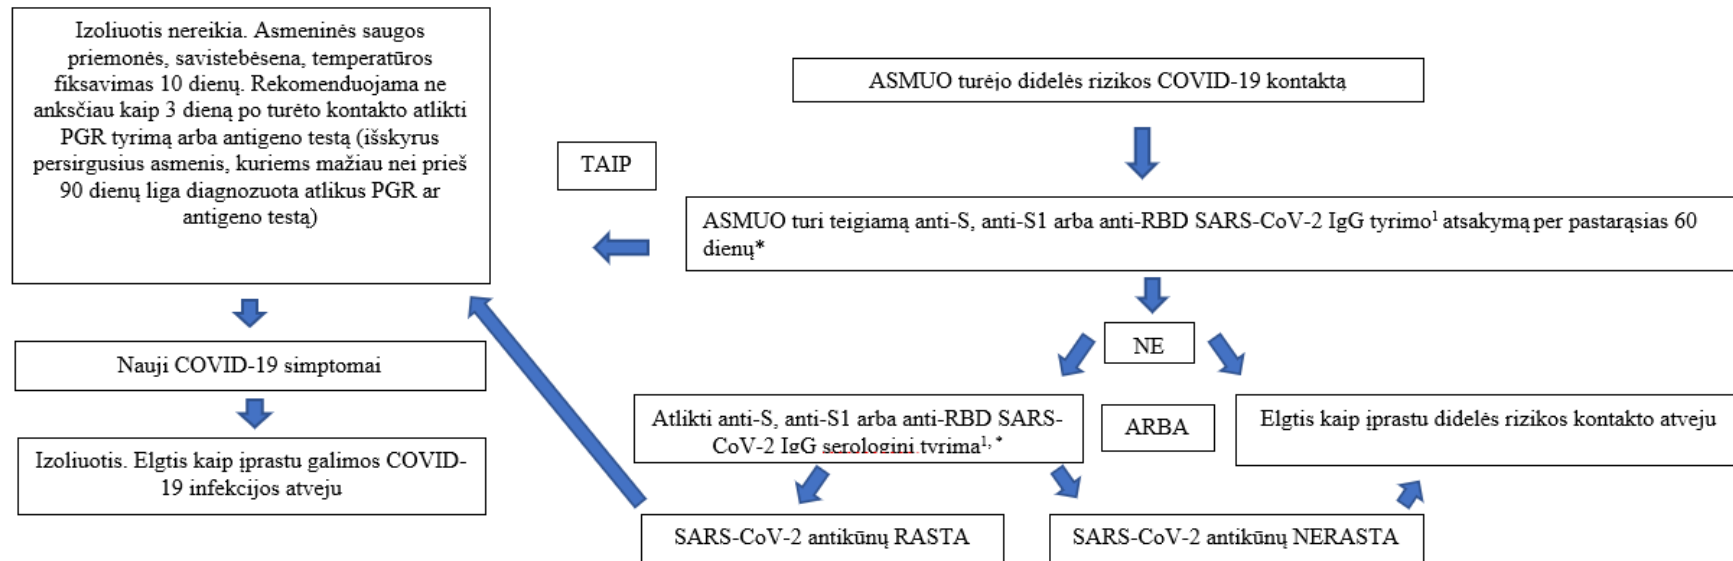 Izoliuotis nereikia. Asmeninės saugos
priemonės, savistebėsena, temperatūros
fiksavimas 10 dienų. Rekomenduojama ne
anksčiau kaip 3 dieną po turėto kontakto atlikti
PGR tyrimą arba antigeno testą (išskyrus
persirgusius asmenis, kuriems mažiau nei prieš
90 dienų liga diagnozuota atlikus PGR ar
antigeno testą)
ASMUO turėjo didelės rizikos COVID-19 kontaktą
TAIP
ASMUO turi teigiamą anti-S, anti-S1 arba anti-RBD SARS-CoV-2 IgG tyrimo¹ atsakymą per pastarąsias 60
dienų*
NE
Nauji COVID-19 simptomai
Atlikti anti-S, anti-S1 arba anti-RBD SARS-
CoV-2 IgG serologinį tyrimą¹, *
ARBA
Elgtis kaip įprastu didelės rizikos kontakto atveju
Izoliuotis. Elgtis kaip įprastu galimos COVID-
19 infekcijos atveju
SARS-CoV-2 antikūnų RASTA
SARS-CoV-2 antikūnų NERASTA